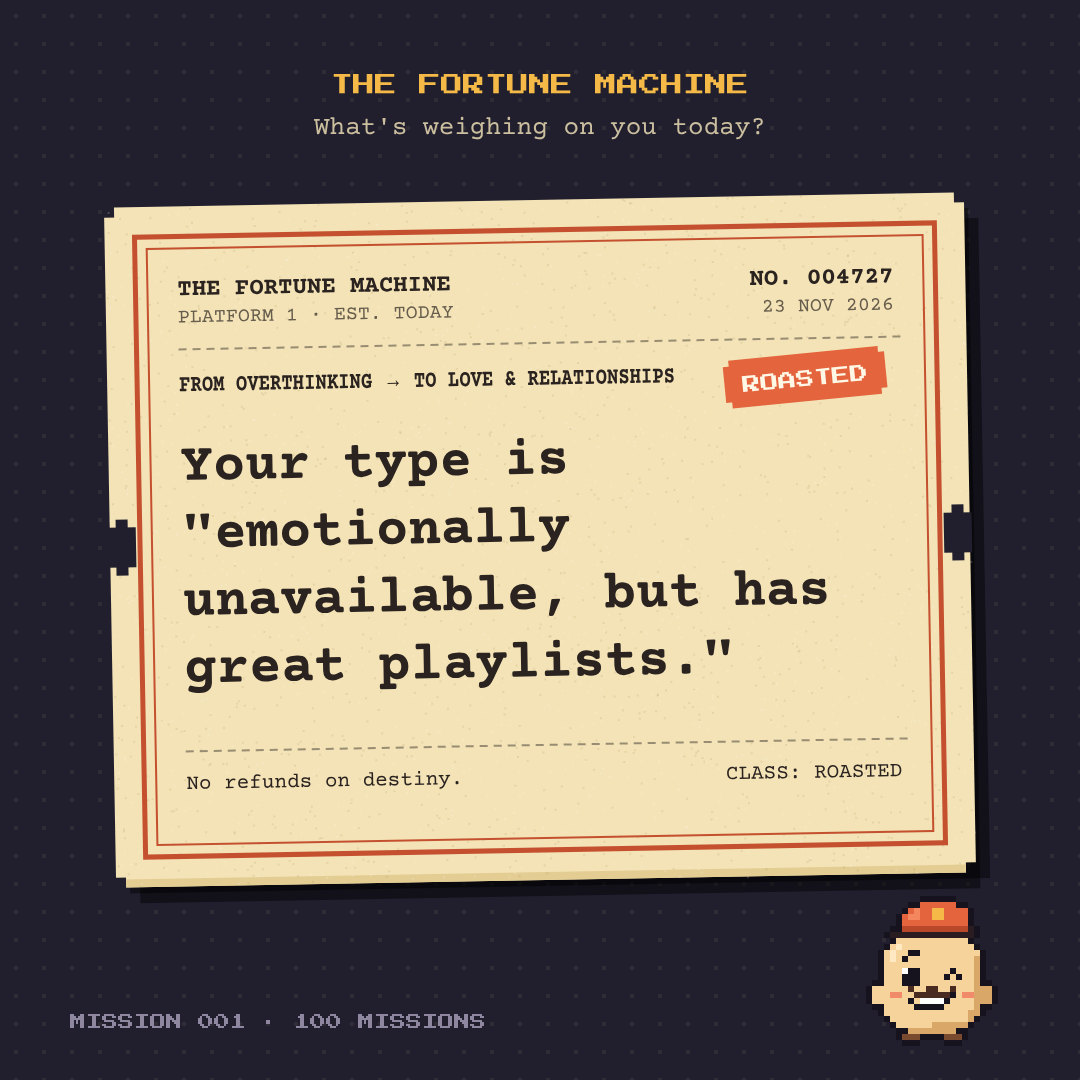 THE FORTUNE MACHINE
What's weighing on you today?
THE FORTUNE MACHINE
NO. 004727
PLATFORM 1 · EST. TODAY
23 NOV 2026
FROM OVERTHINKING → TO LOVE & RELATIONSHIPS
ROASTED
Your type is
"emotionally
unavailable, but has
great playlists."
No refunds on destiny.
CLASS: ROASTED
MISSION 001 · 100 MISSIONS